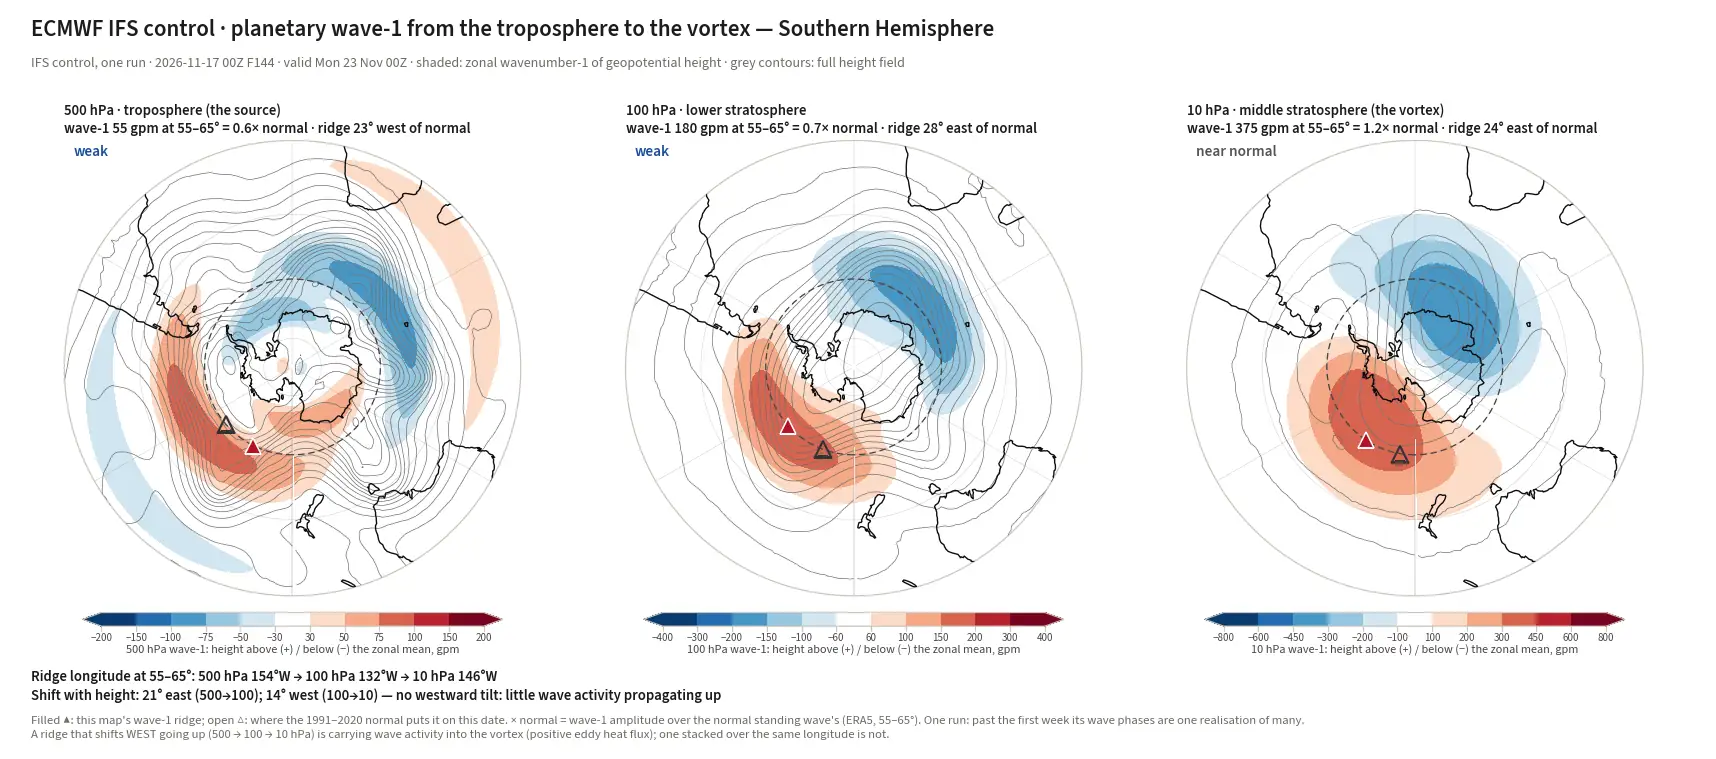 ECMWF IFS control · planetary wave-1 from the troposphere to the vortex — Southern Hemisphere
IFS control, one run · 2026-11-17 00Z F144 · valid Mon 23 Nov 00Z · shaded: zonal wavenumber-1 of geopotential height · grey contours: full height field
500 hPa · troposphere (the source)
wave-1 55 gpm at 55–65° = 0.6× normal · ridge 23° west of normal
weak
100 hPa · lower stratosphere
wave-1 180 gpm at 55–65° = 0.7× normal · ridge 28° east of normal
weak
10 hPa · middle stratosphere (the vortex)
wave-1 375 gpm at 55–65° = 1.2× normal · ridge 24° east of normal
near normal
−200 −150 −100 −75 −50 −30 30 50 75 100 150 200
500 hPa wave-1: height above (+) / below (−) the zonal mean, gpm
−400 −300 −200 −150 −100 −60 60 100 150 200 300 400
100 hPa wave-1: height above (+) / below (−) the zonal mean, gpm
−800 −600 −450 −300 −200 −100 100 200 300 450 600 800
10 hPa wave-1: height above (+) / below (−) the zonal mean, gpm
Ridge longitude at 55–65°: 500 hPa 154°W → 100 hPa 132°W → 10 hPa 146°W
Shift with height: 21° east (500→100); 14° west (100→10) — no westward tilt: little wave activity propagating up
Filled ▲: this map's wave-1 ridge; open △: where the 1991–2020 normal puts it on this date. × normal = wave-1 amplitude over the normal standing wave's (ERA5, 55–65°). One run: past the first week its wave phases are one realisation of many.
A ridge that shifts WEST going up (500 → 100 → 10 hPa) is carrying wave activity into the vortex (positive eddy heat flux); one stacked over the same longitude is not.